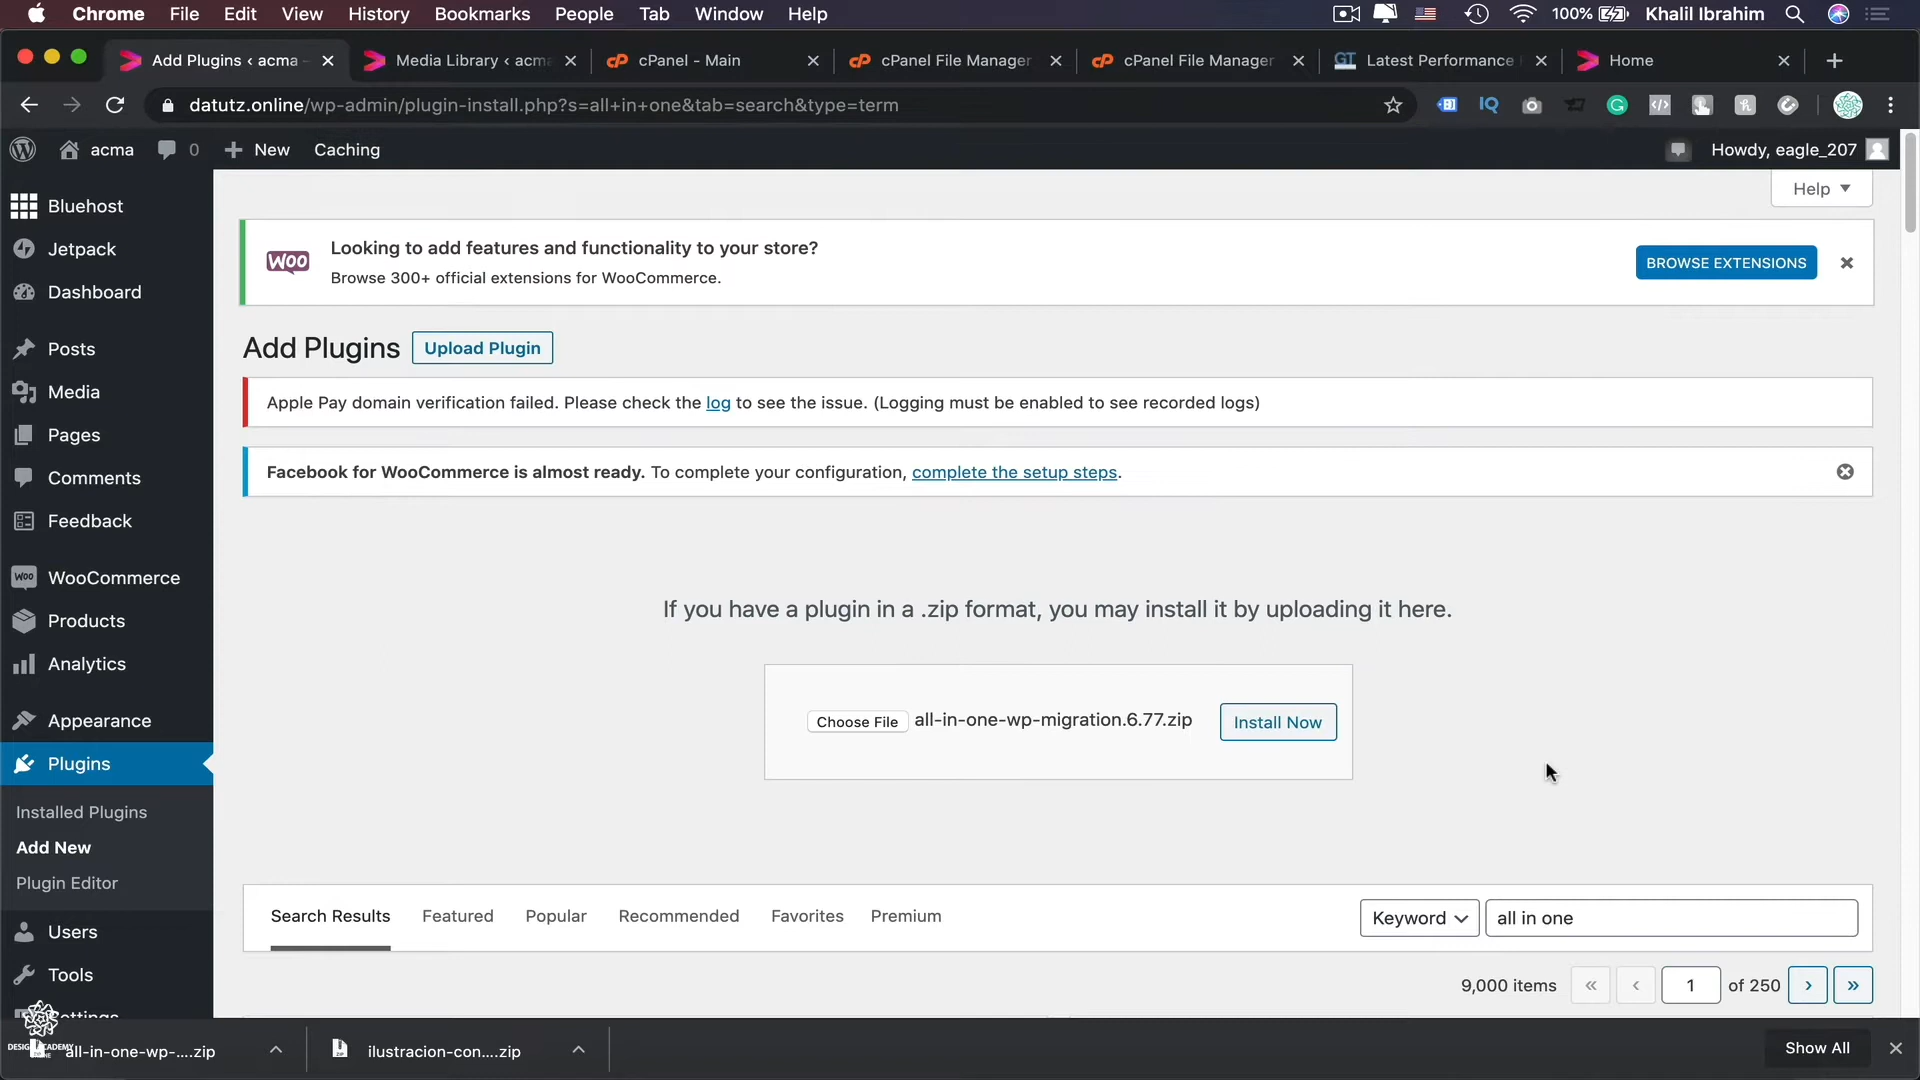 Chrome File Edit View History Bookmarks People Tab Window Help 100% Khalil Ibrahim
Add Plugins ‹ acma – Media Library ‹ acma cPanel - Main cPanel File Manager cPanel File Manager GT Latest Performance Home
datutz.online/wp-admin/plugin-install.php?s=all+in+one&tab=search&type=term
acma 0 New Caching Howdy, eagle_207
Help
Bluehost
Jetpack
Dashboard
Posts
Media
Pages
Comments
Feedback
WooCommerce
Products
Analytics
Appearance
Plugins
Installed Plugins
Add New
Plugin Editor
Users
Tools
Woo
Looking to add features and functionality to your store?
Browse 300+ official extensions for WooCommerce.
BROWSE EXTENSIONS
Add Plugins Upload Plugin
Apple Pay domain verification failed. Please check the log to see the issue. (Logging must be enabled to see recorded logs)
Facebook for WooCommerce is almost ready. To complete your configuration, complete the setup steps.
If you have a plugin in a .zip format, you may install it by uploading it here.
Choose File all-in-one-wp-migration.6.77.zip Install Now
Search Results Featured Popular Recommended Favorites Premium Keyword all in one
9,000 items « ‹ 1 of 250 › »
all-in-one-wp-....zip ilustracion-con....zip Show All